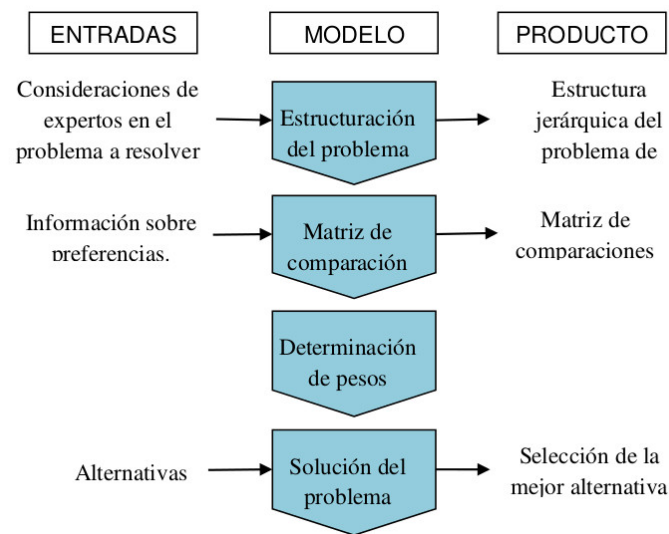 ENTRADAS
MODELO
PRODUCTO
Consideraciones de
expertos en el
problema a resolver
Estructuración
del problema
Estructura
jerárquica del
problema de
Información sobre
preferencias.
Matriz de
comparación
Matriz de
comparaciones
Determinación
de pesos
Alternativas
Solución del
problema
Selección de la
mejor alternativa